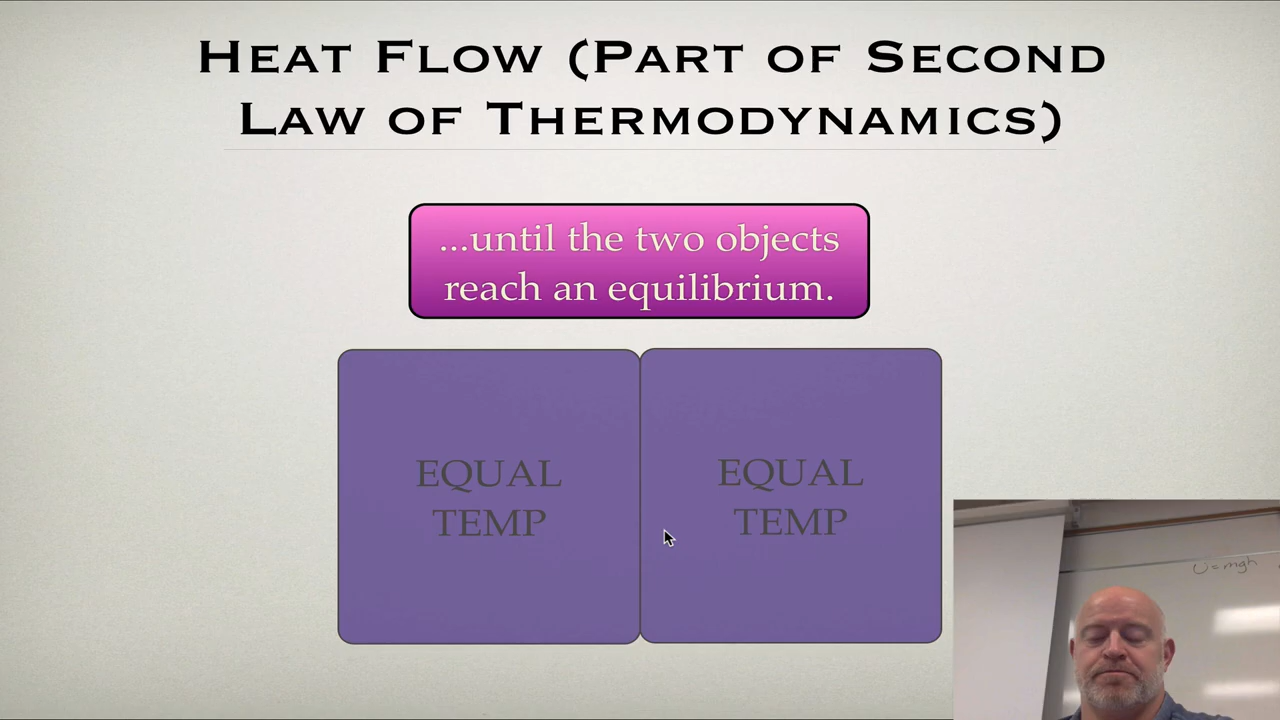 Heat Flow (Part of Second
Law of Thermodynamics)
...until the two objects
reach an equilibrium.
EQUAL
TEMP
EQUAL
TEMP
U=mgh